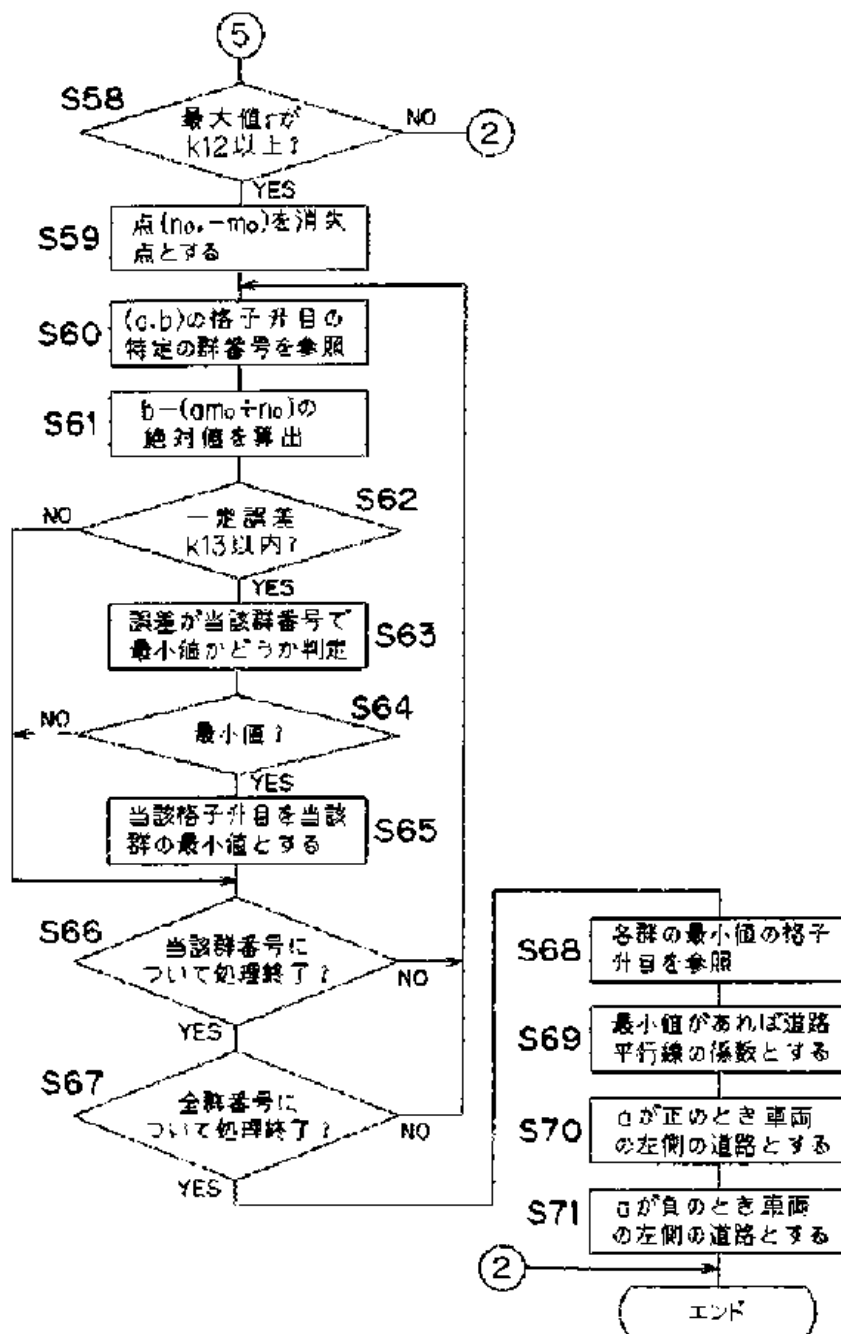 5
S58
最大値rが
k12以上?
NO
2
YES
S59
点(n₀,-m₀)を消失
点とする
S60
(a.b)の格子升目の
特定の群番号を参照
S61
b-(am₀+n₀)の
絶対値を算出
S62
一定誤差
k13以内?
NO
YES
S63
誤差が当該群番号で
最小値かどうか判定
S64
最小値?
NO
YES
S65
当該格子升目を当該
群の最小値とする
S66
当該群番号に
ついて処理終了?
NO
YES
S67
全群番号に
ついて処理終了?
NO
YES
S68
各群の最小値の格子
升目を参照
S69
最小値があれば道路
平行線の係数とする
S70
aが正のとき車両
の左側の道路とする
S71
aが負のとき車両
の左側の道路とする
2
エンド